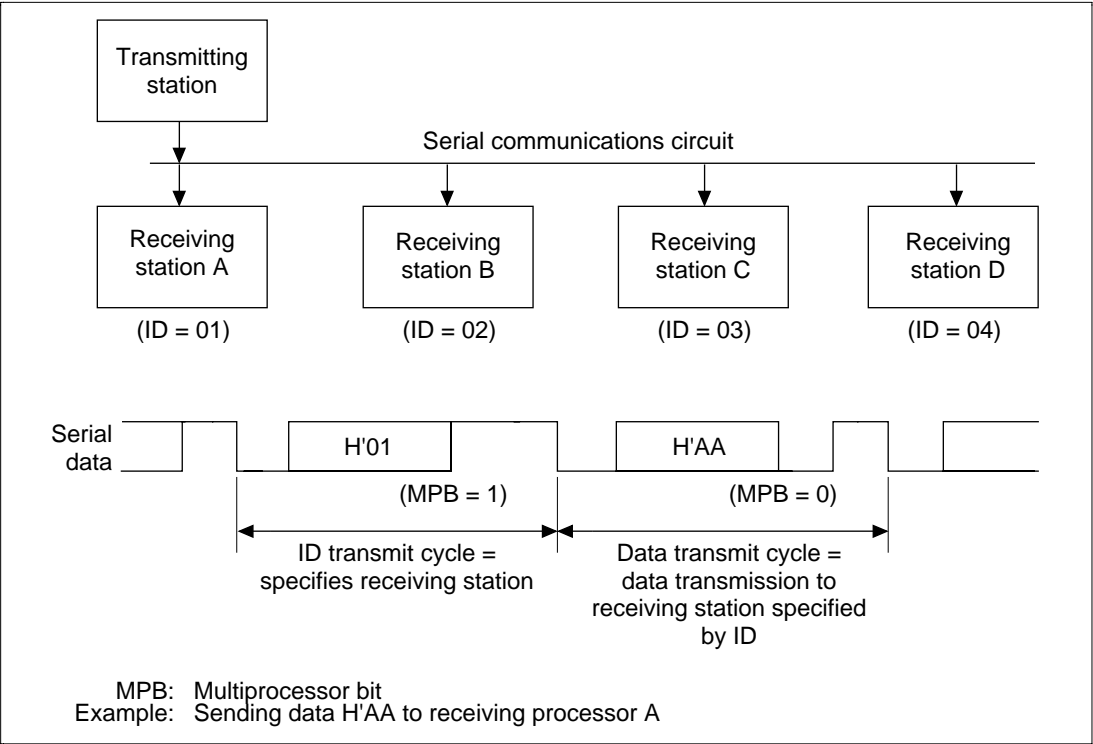 Transmitting
station
Serial communications circuit
Receiving
station A
Receiving
station B
Receiving
station C
Receiving
station D
(ID = 01)
(ID = 02)
(ID = 03)
(ID = 04)
Serial
data
H'01
H'AA
(MPB = 1)
(MPB = 0)
ID transmit cycle =
specifies receiving station
Data transmit cycle =
data transmission to
receiving station specified
by ID
MPB: Multiprocessor bit
Example: Sending data H'AA to receiving processor A